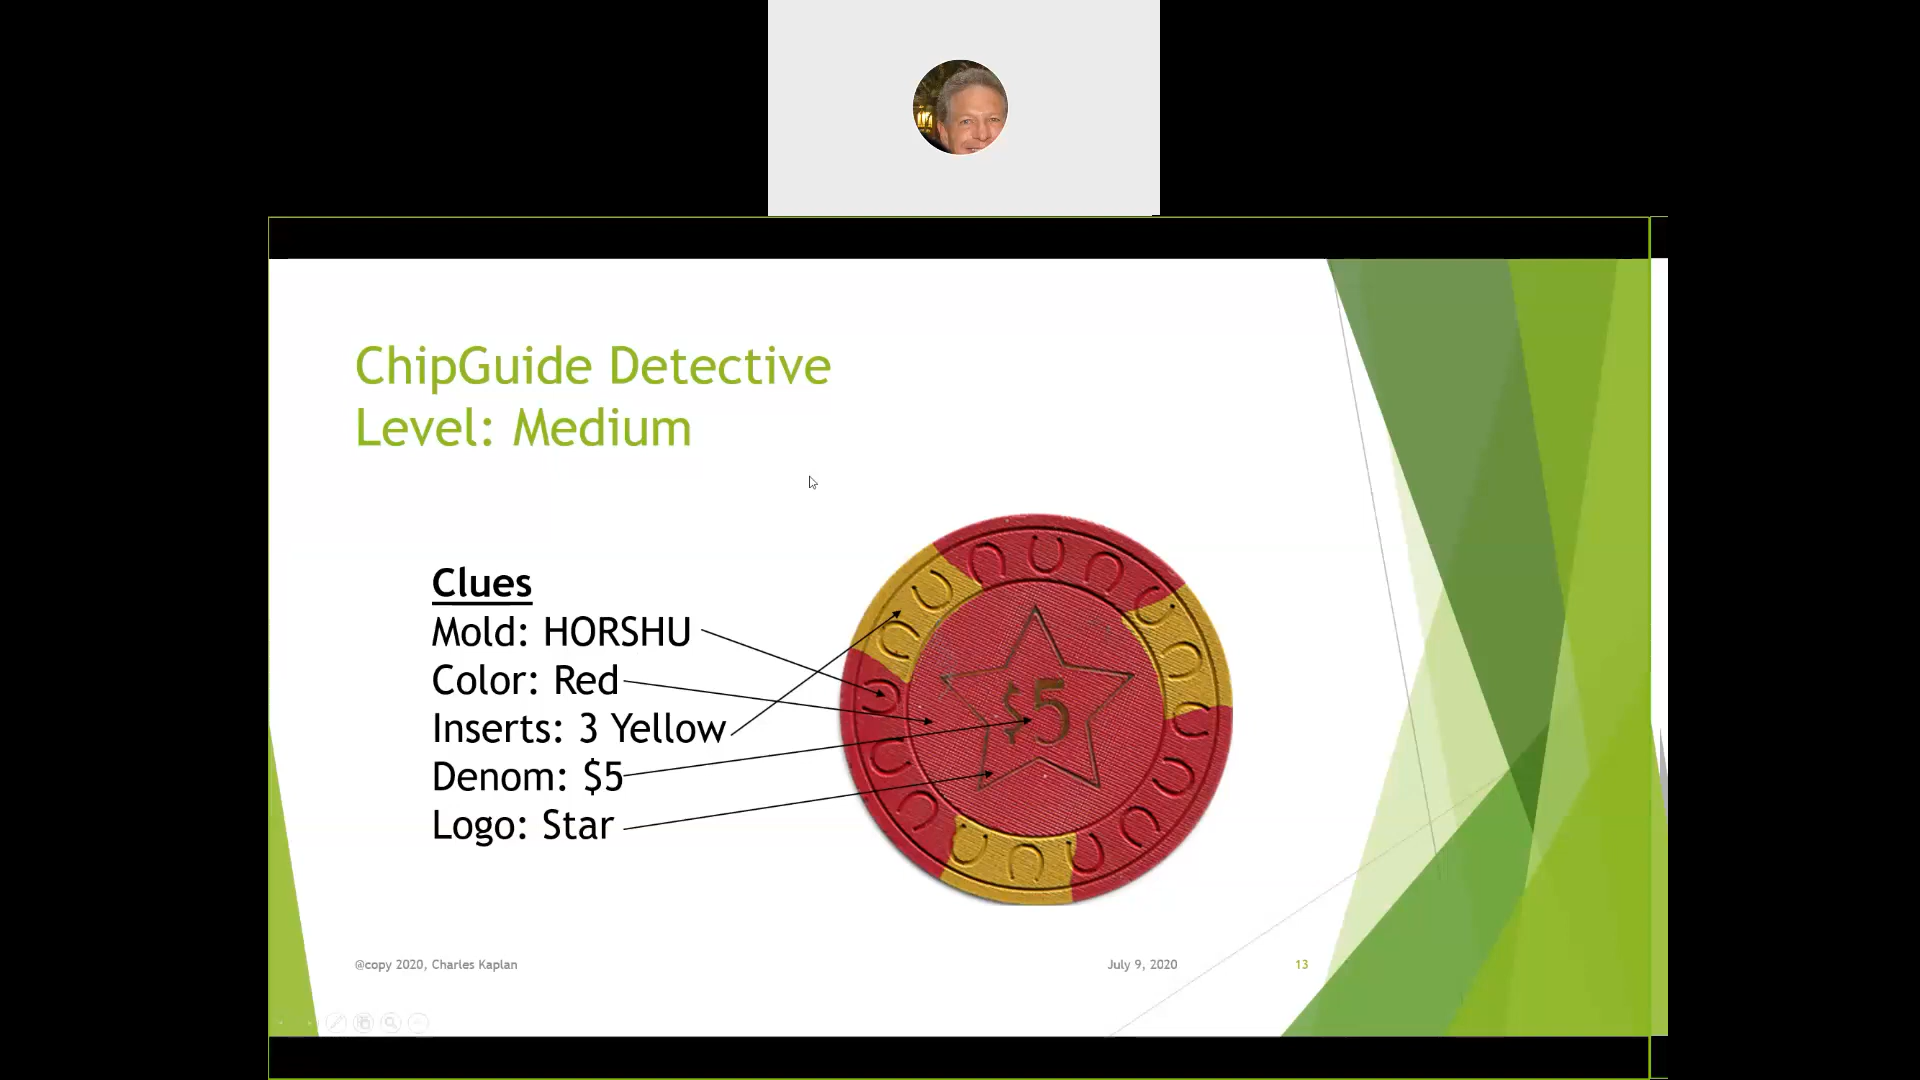 ChipGuide Detective
Level: Medium
Clues
Mold: HORSHU
Color: Red
Inserts: 3 Yellow
Denom: $5
Logo: Star
$5
@copy 2020, Charles Kaplan
July 9, 2020
13